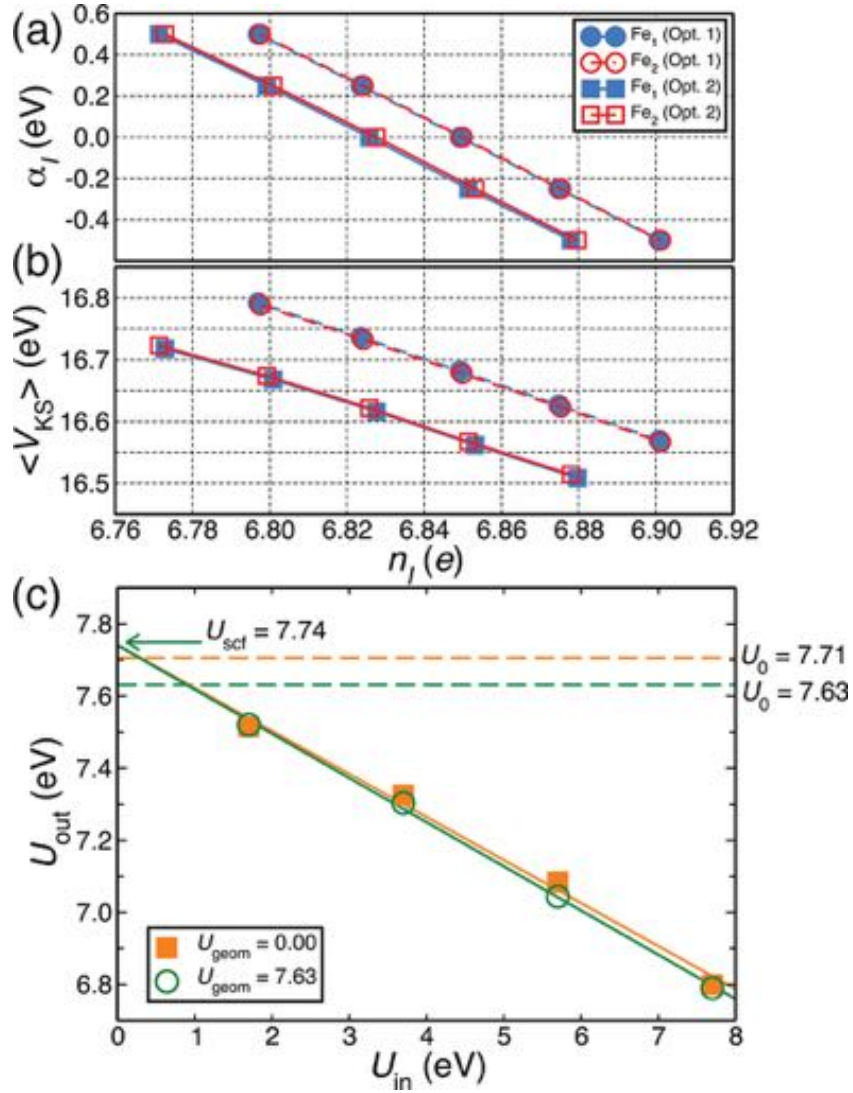 (a)
α_I (eV)
0.6
0.4
0.2
0.0
-0.2
-0.4
Fe₁ (Opt. 1)
Fe₂ (Opt. 1)
Fe₁ (Opt. 2)
Fe₂ (Opt. 2)
(b)
<V_KS> (eV)
16.8
16.7
16.6
16.5
6.76 6.78 6.80 6.82 6.84 6.86 6.88 6.90 6.92
n_I (e)
(c)
U_out (eV)
7.8
7.6
7.4
7.2
7.0
6.8
U_scf = 7.74
U₀ = 7.71
U₀ = 7.63
U_geom = 0.00
U_geom = 7.63
0 1 2 3 4 5 6 7 8
U_in (eV)